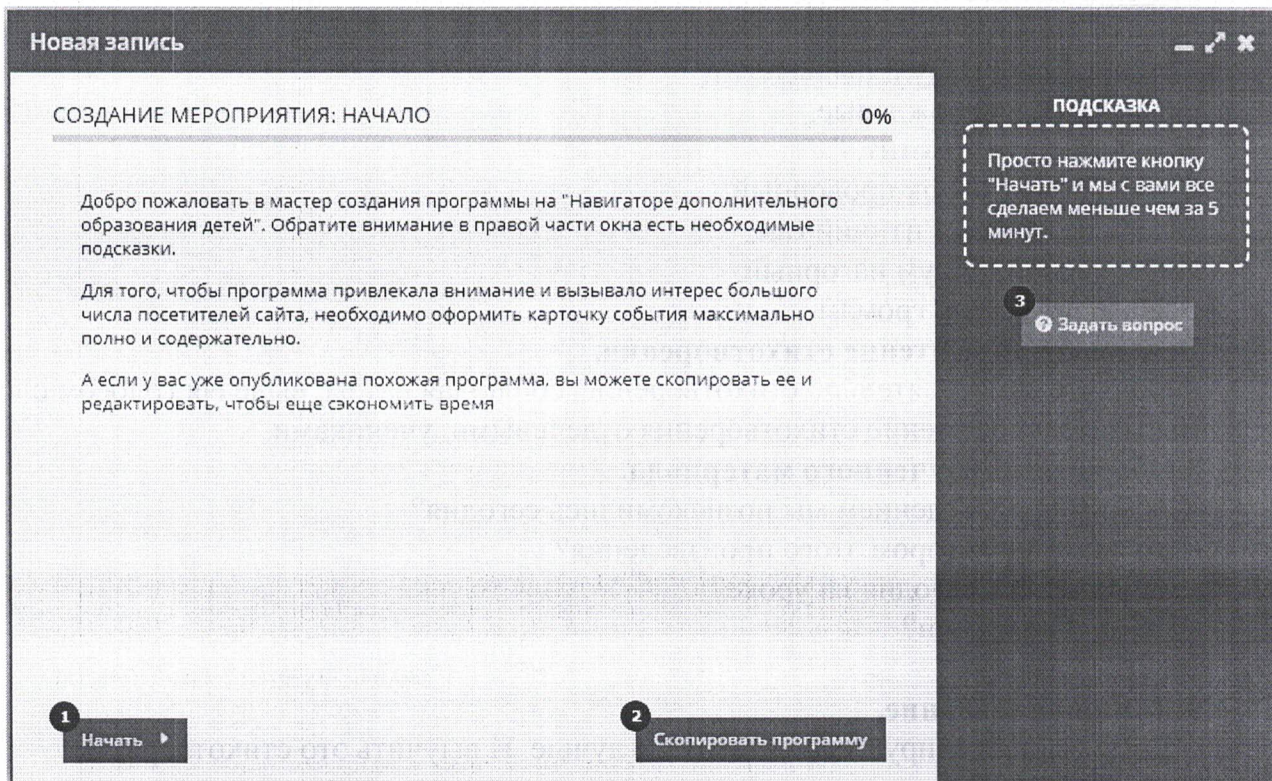 Новая запись
СОЗДАНИЕ МЕРОПРИЯТИЯ: НАЧАЛО 0%
Добро пожаловать в мастер создания программы на "Навигаторе дополнительного
образования детей". Обратите внимание в правой части окна есть необходимые
подсказки.
Для того, чтобы программа привлекала внимание и вызывало интерес большого
числа посетителей сайта, необходимо оформить карточку события максимально
полно и содержательно.
А если у вас уже опубликована похожая программа, вы можете скопировать ее и
редактировать, чтобы еще сэкономить время
1
Начать
2
Скопировать программу
ПОДСКАЗКА
Просто нажмите кнопку
"Начать" и мы с вами все
сделаем меньше чем за 5
минут.
3
Задать вопрос